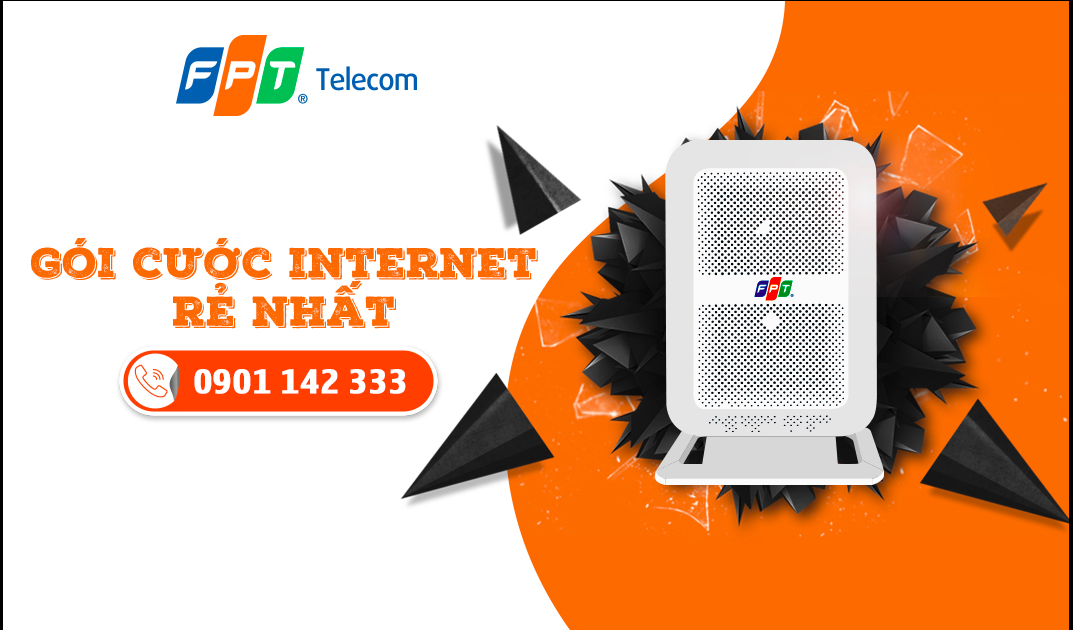 FPT® Telecom
GÓI CƯỚC INTERNET
RẺ NHẤT
0901 142 333
FPT